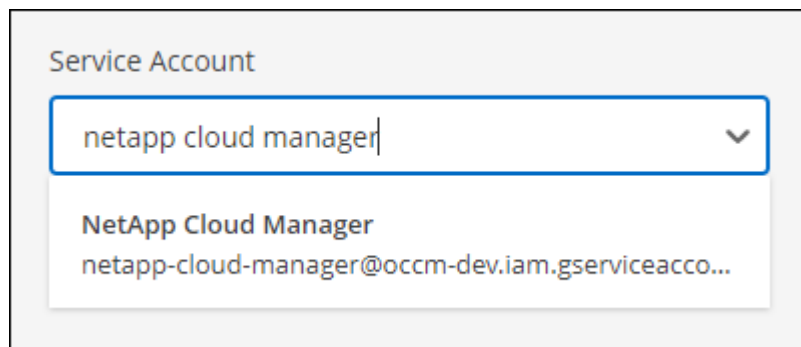 Service Account
netapp cloud manager
NetApp Cloud Manager
netapp-cloud-manager@occm-dev.iam.gserviceacco...